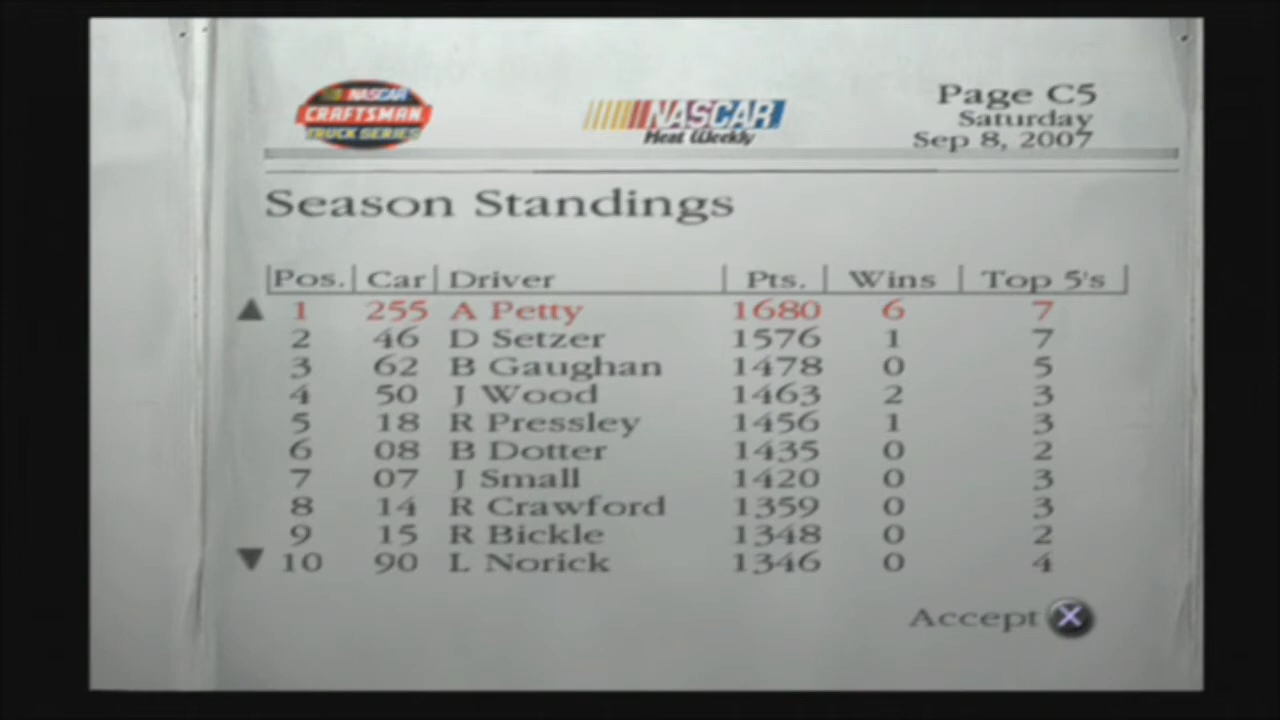 NASCAR
CRAFTSMAN
TRUCK SERIES
NASCAR
Heat Weekly
Page C5
Saturday
Sep 8, 2007
Season Standings
Pos. Car Driver Pts. Wins Top 5's
1 255 A Petty 1680 6 7
2 46 D Setzer 1576 1 7
3 62 B Gaughan 1478 0 5
4 50 J Wood 1463 2 3
5 18 R Pressley 1456 1 3
6 08 B Dotter 1435 0 2
7 07 J Small 1420 0 3
8 14 R Crawford 1359 0 3
9 15 R Bickle 1348 0 2
10 90 L Norick 1346 0 4
Accept